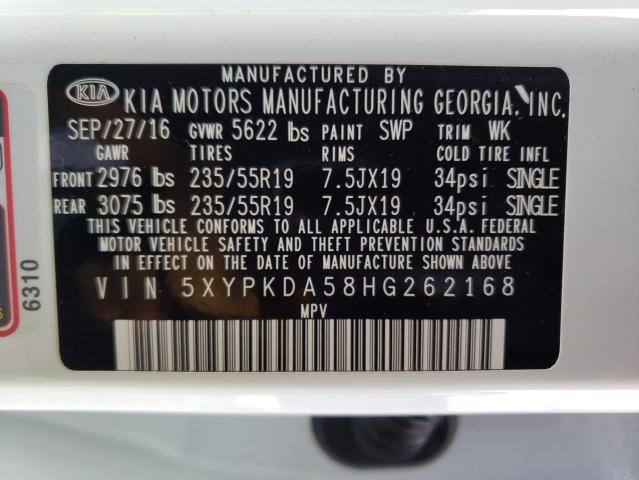 MANUFACTURED BY
KIA KIA MOTORS MANUFACTURING GEORGIA, INC.
SEP/27/16 GVWR 5622 lbs PAINT SWP TRIM WK
GAWR TIRES RIMS COLD TIRE INFL
FRONT 2976 lbs 235/55R19 7.5JX19 34psi SINGLE
REAR 3075 lbs 235/55R19 7.5JX19 34psi SINGLE
THIS VEHICLE CONFORMS TO ALL APPLICABLE U.S.A. FEDERAL
MOTOR VEHICLE SAFETY AND THEFT PREVENTION STANDARDS
IN EFFECT ON THE DATE OF MANUFACTURE SHOWN ABOVE
VIN 5XYPKDA58HG262168
MPV
6310